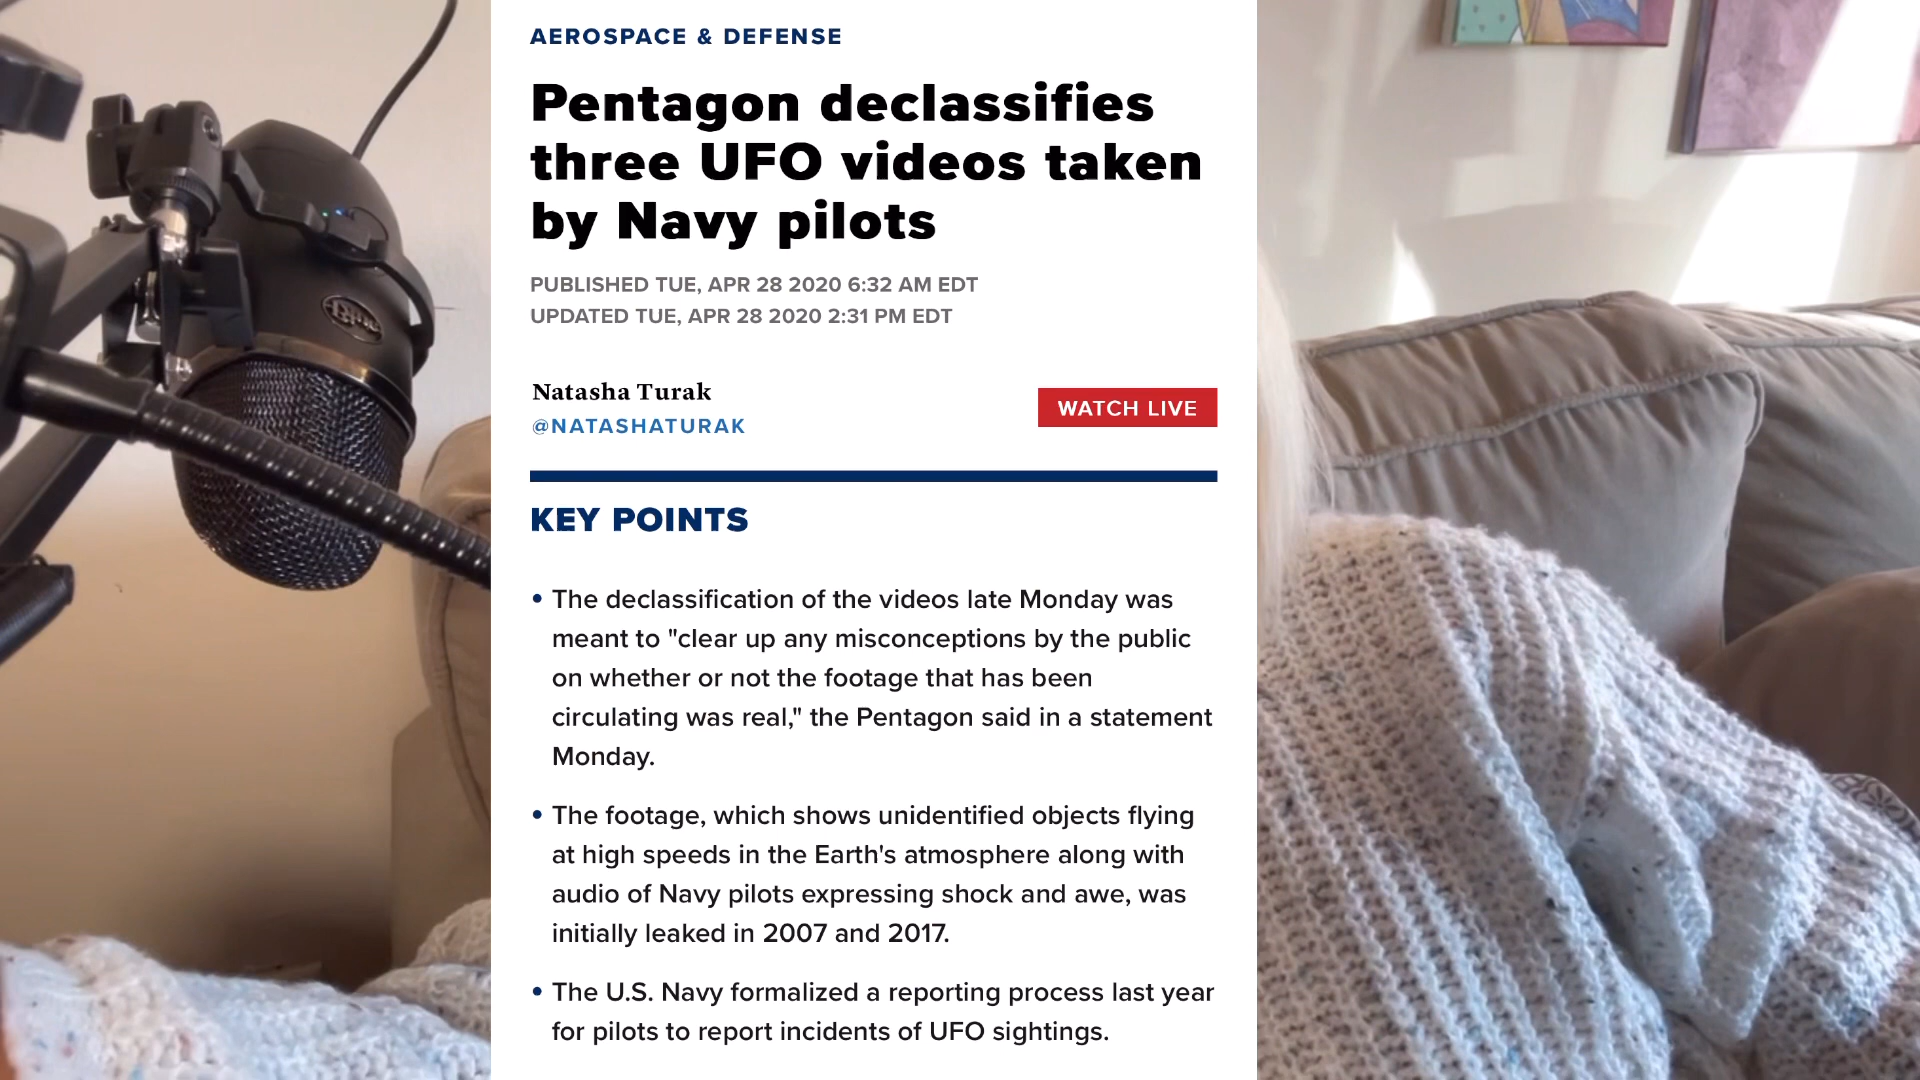 AEROSPACE & DEFENSE
Pentagon declassifies
three UFO videos taken
by Navy pilots
PUBLISHED TUE, APR 28 2020 6:32 AM EDT
UPDATED TUE, APR 28 2020 2:31 PM EDT
Natasha Turak
@NATASHATURAK
WATCH LIVE
KEY POINTS
• The declassification of the videos late Monday was
meant to "clear up any misconceptions by the public
on whether or not the footage that has been
circulating was real," the Pentagon said in a statement
Monday.
• The footage, which shows unidentified objects flying
at high speeds in the Earth's atmosphere along with
audio of Navy pilots expressing shock and awe, was
initially leaked in 2007 and 2017.
• The U.S. Navy formalized a reporting process last year
for pilots to report incidents of UFO sightings.
Blue